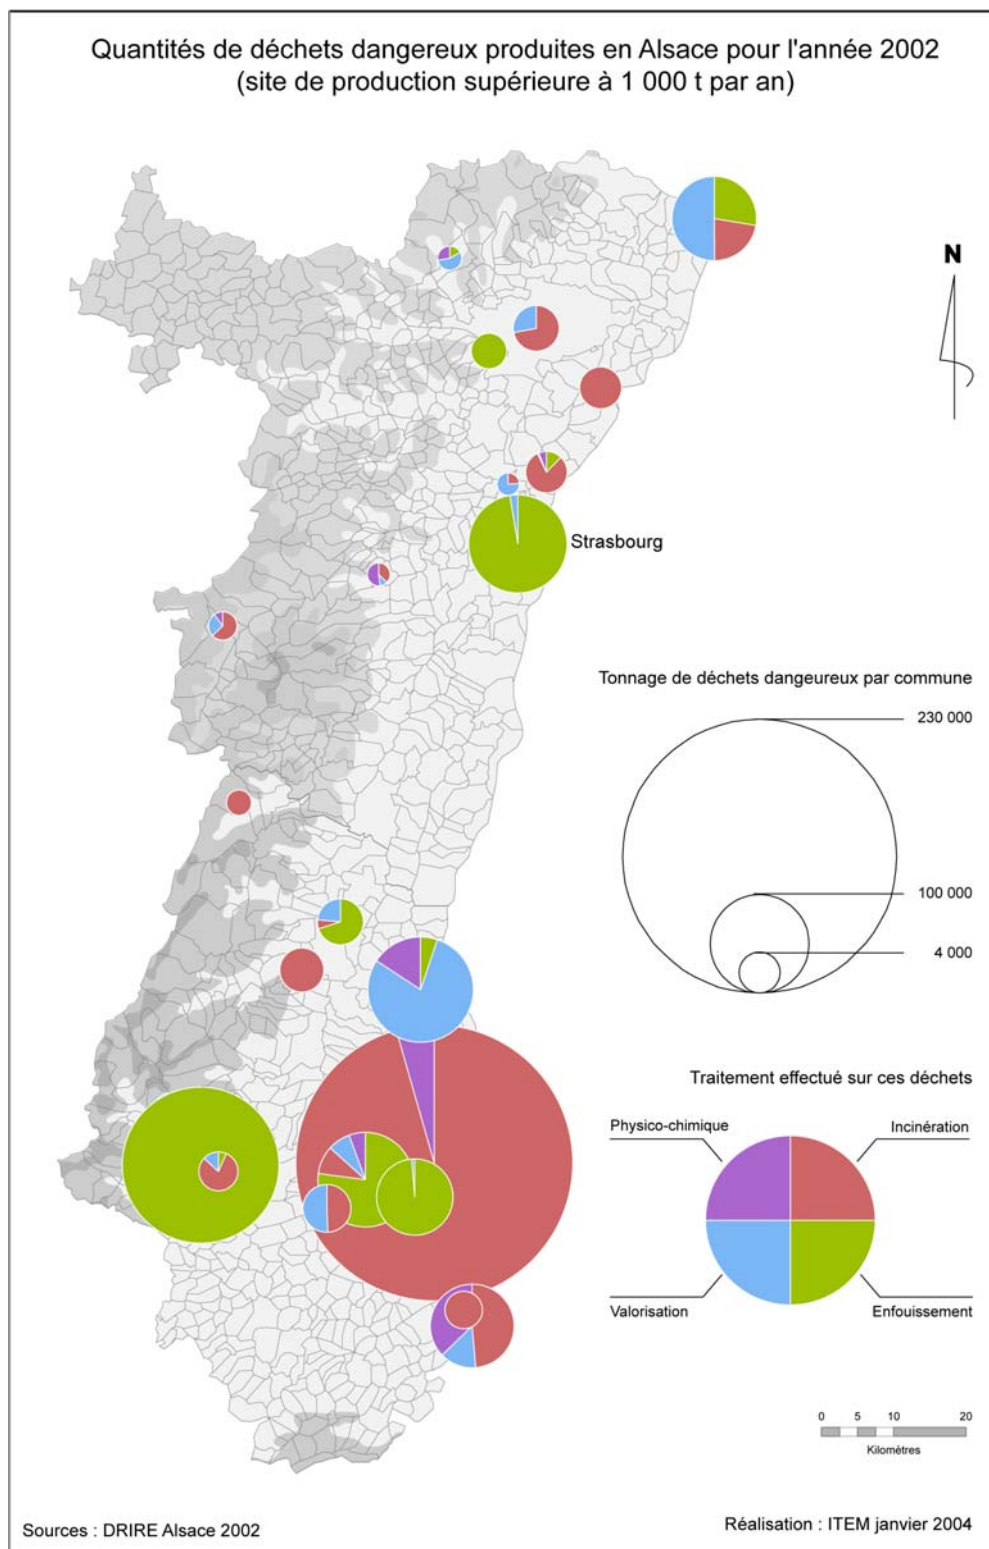 Quantités de déchets dangereux produites en Alsace pour l'année 2002
(site de production supérieure à 1 000 t par an)
N
Strasbourg
Tonnage de déchets dangeureux par commune
230 000
100 000
4 000
Traitement effectué sur ces déchets
Physico-chimique
Incinération
Valorisation
Enfouissement
0 5 10 20
Kilomètres
Sources : DRIRE Alsace 2002
Réalisation : ITEM janvier 2004